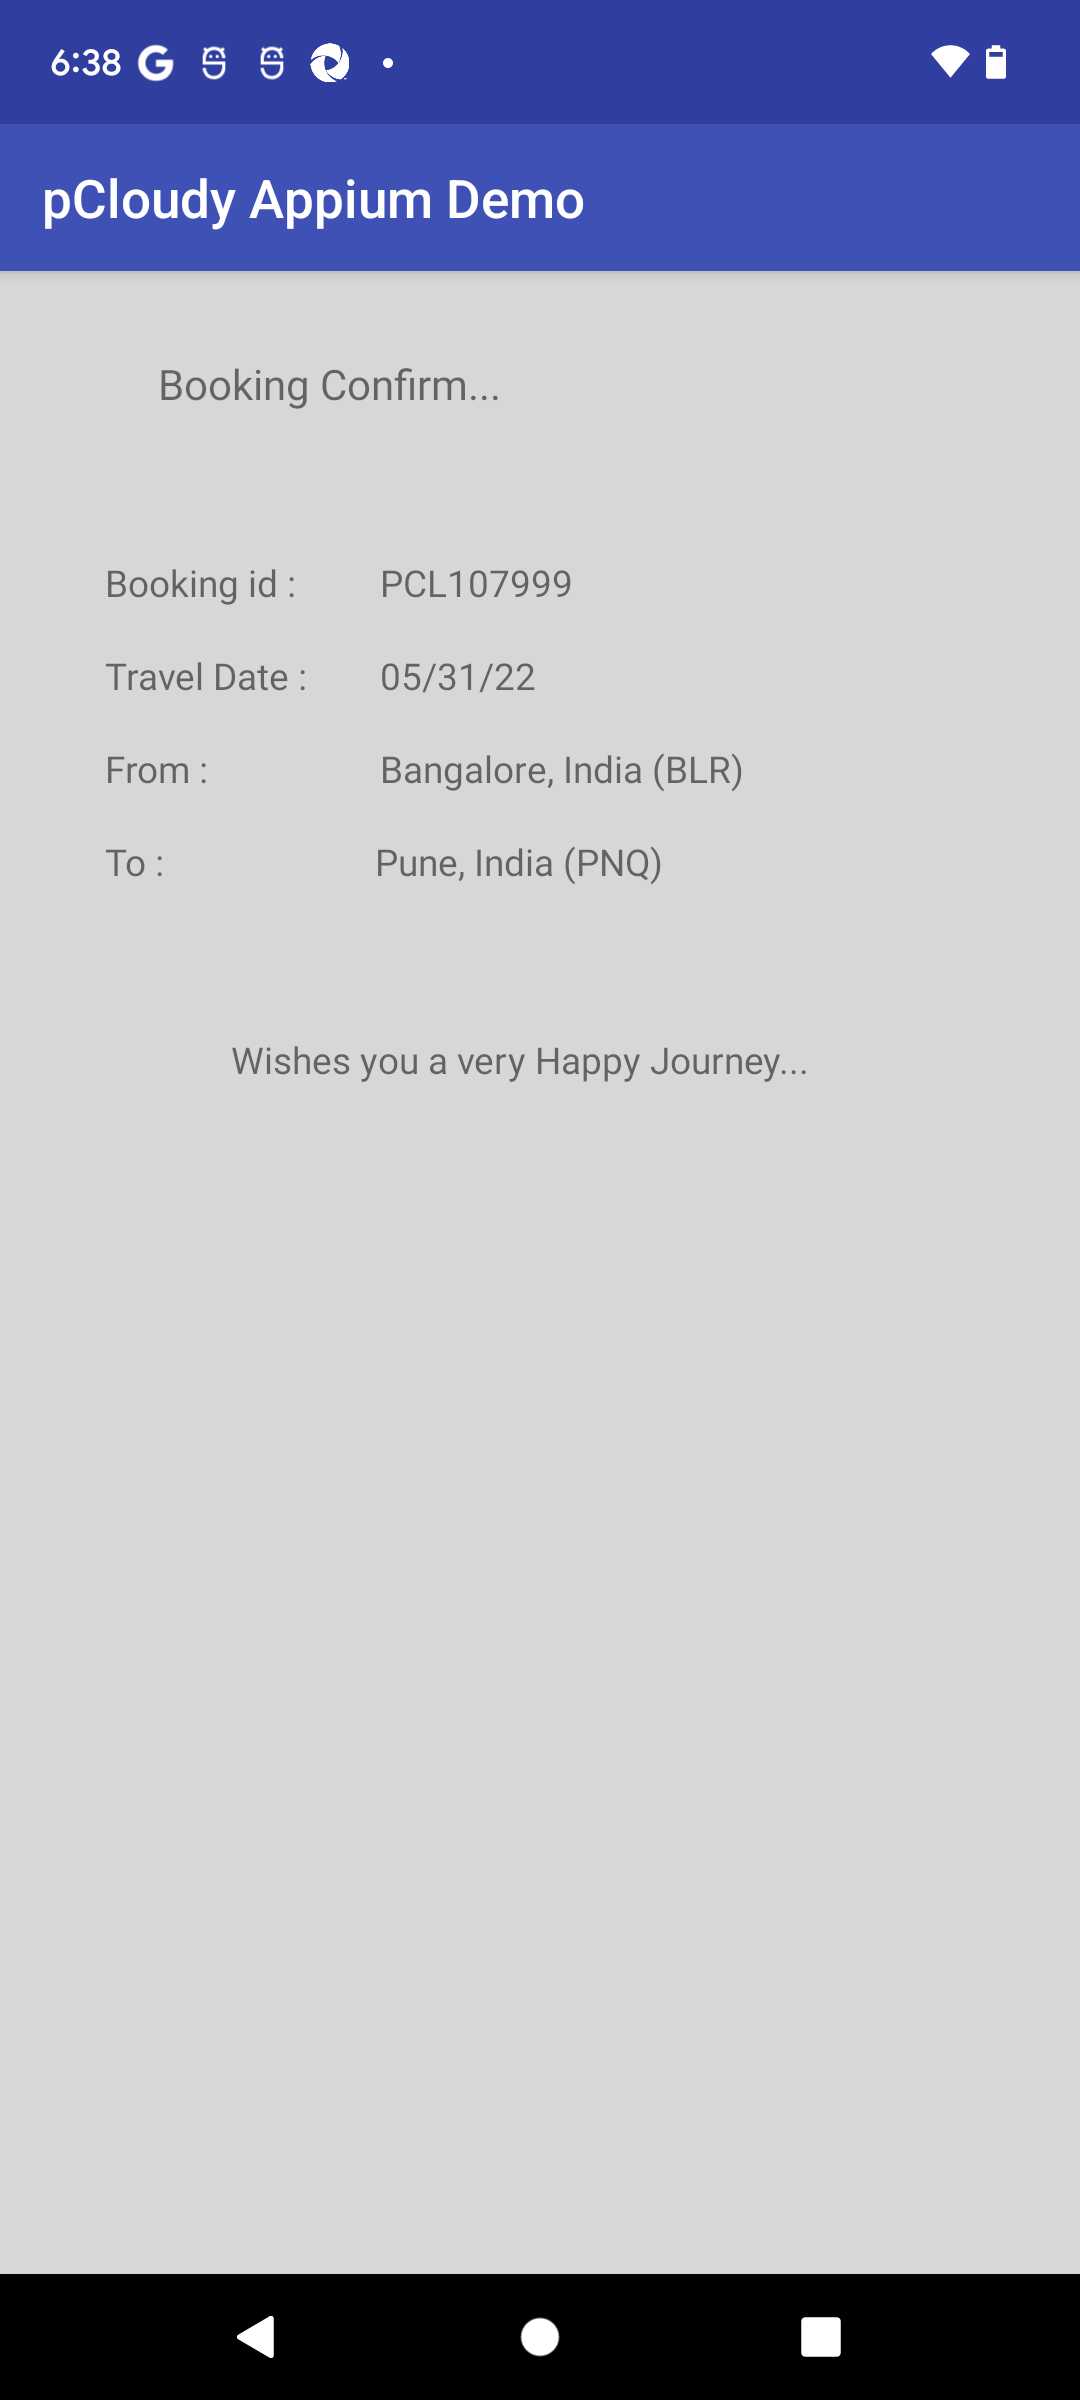 6:38
pCloudy Appium Demo
Booking Confirm...
Booking id : PCL107999
Travel Date : 05/31/22
From : Bangalore, India (BLR)
To : Pune, India (PNQ)
Wishes you a very Happy Journey...